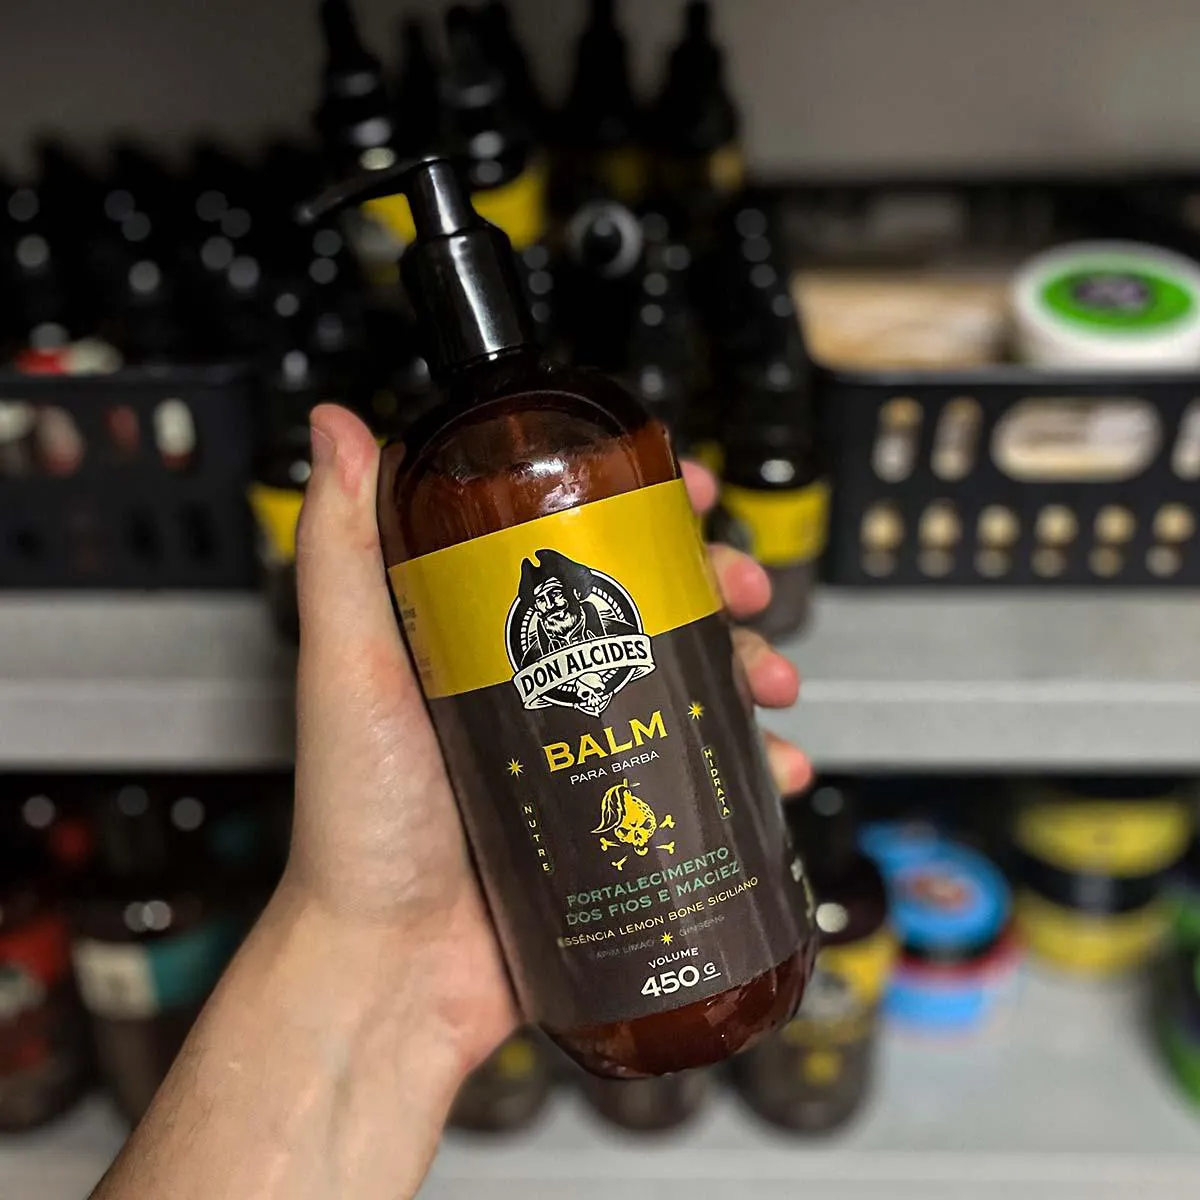 DON ALCIDES
BALM
PARA BARBA
NUTRE
HIDRATA
FORTALECIMENTO
DOS FIOS E MACIEZ
ESSÊNCIA LEMON BONE SICILIANO
CAPIM LIMÃO GINSENG
VOLUME
450 G